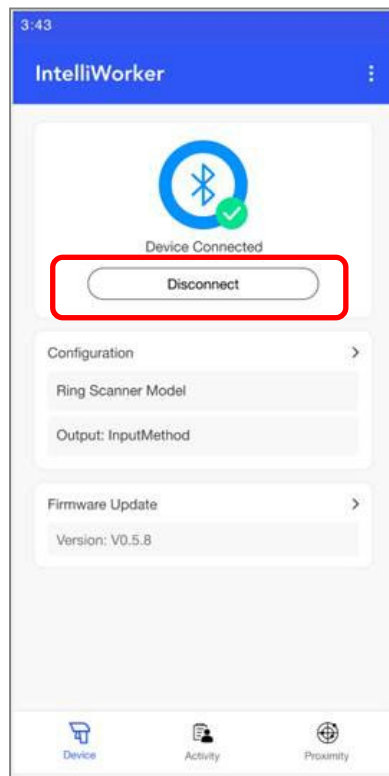 3:43
IntelliWorker
Device Connected
Disconnect
Configuration
Ring Scanner Model
Output: InputMethod
Firmware Update
Version: V0.5.8
Device Activity Proximity